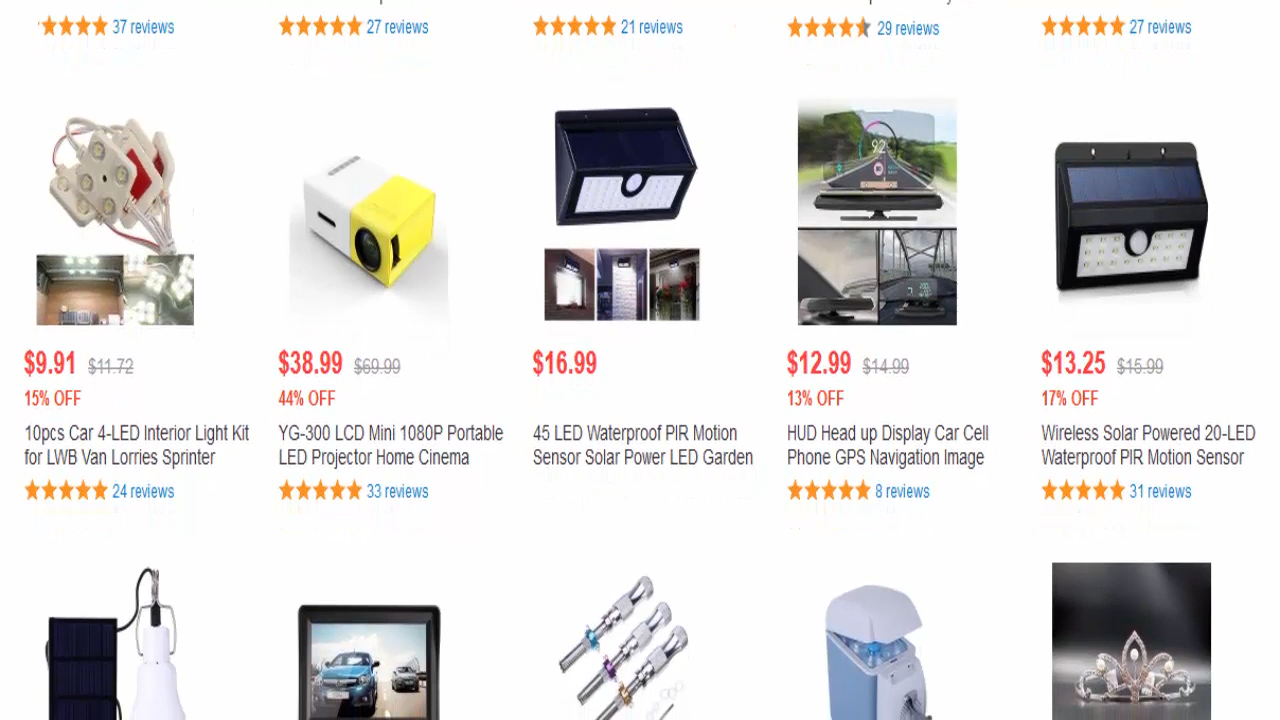 37 reviews
27 reviews
21 reviews
29 reviews
27 reviews
$9.91 $11.72
15% OFF
10pcs Car 4-LED Interior Light Kit
for LWB Van Lorries Sprinter
24 reviews
$38.99 $69.99
44% OFF
YG-300 LCD Mini 1080P Portable
LED Projector Home Cinema
33 reviews
$16.99
45 LED Waterproof PIR Motion
Sensor Solar Power LED Garden
$12.99 $14.99
13% OFF
HUD Head up Display Car Cell
Phone GPS Navigation Image
8 reviews
$13.25 $15.99
17% OFF
Wireless Solar Powered 20-LED
Waterproof PIR Motion Sensor
31 reviews